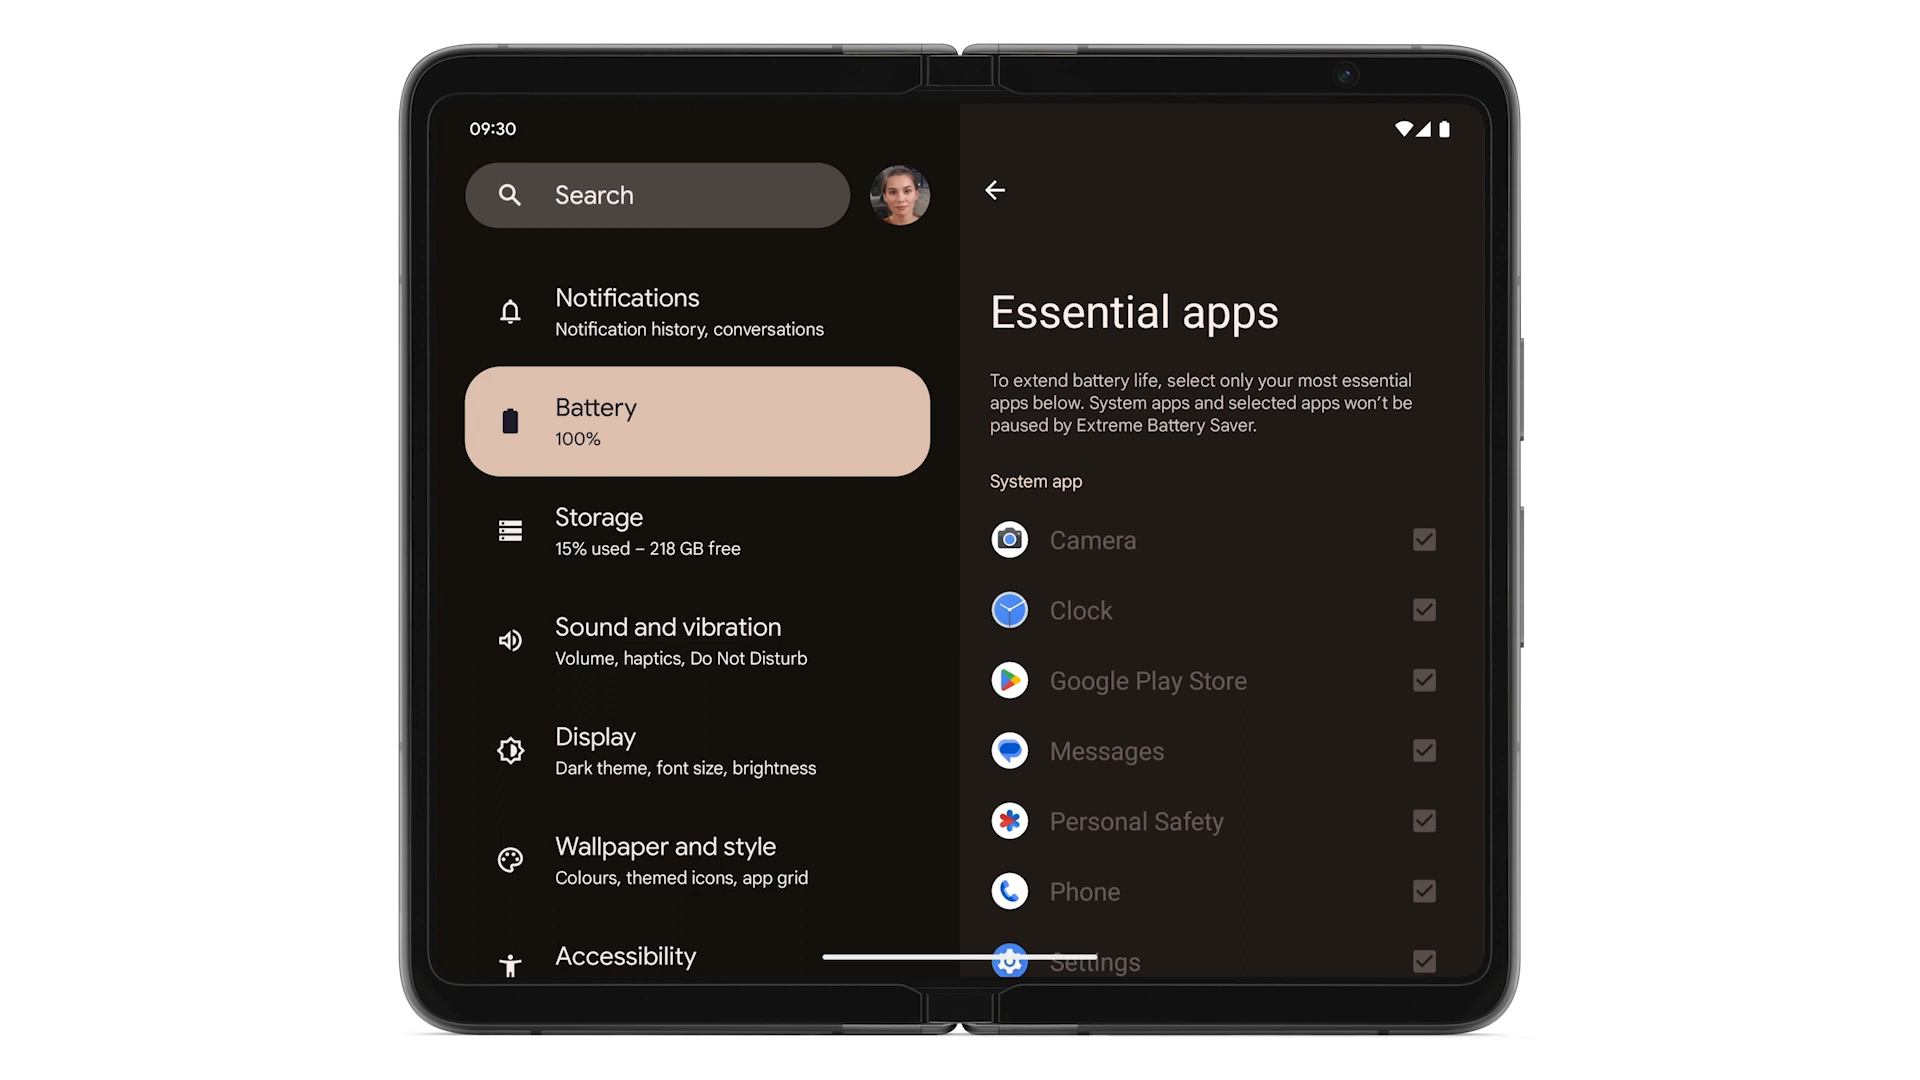 09:30
Search
Notifications
Notification history, conversations
Battery
100%
Storage
15% used – 218 GB free
Sound and vibration
Volume, haptics, Do Not Disturb
Display
Dark theme, font size, brightness
Wallpaper and style
Colours, themed icons, app grid
Accessibility
Essential apps
To extend battery life, select only your most essential
apps below. System apps and selected apps won’t be
paused by Extreme Battery Saver.
System app
Camera
Clock
Google Play Store
Messages
Personal Safety
Phone
Settings